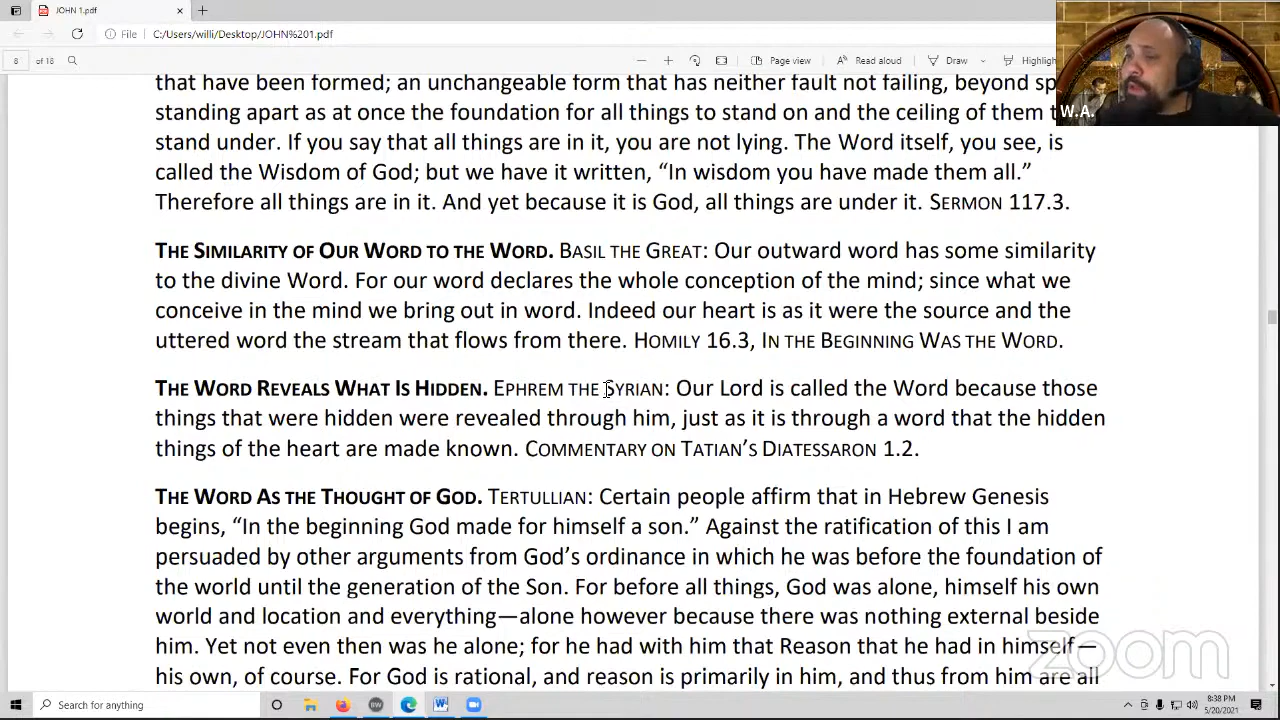 JOHN 1.pdf
File
C:/Users/willi/Desktop/JOHN%201.pdf
8
of 18
Page view
Read aloud
Draw
Highligh
W.A.
that have been formed; an unchangeable form that has neither fault not failing, beyond sp
standing apart as at once the foundation for all things to stand on and the ceiling of them t
stand under. If you say that all things are in it, you are not lying. The Word itself, you see, is
called the Wisdom of God; but we have it written, “In wisdom you have made them all.”
Therefore all things are in it. And yet because it is God, all things are under it. SERMON 117.3.
THE SIMILARITY OF OUR WORD TO THE WORD. BASIL THE GREAT: Our outward word has some similarity
to the divine Word. For our word declares the whole conception of the mind; since what we
conceive in the mind we bring out in word. Indeed our heart is as it were the source and the
uttered word the stream that flows from there. HOMILY 16.3, IN THE BEGINNING WAS THE WORD.
THE WORD REVEALS WHAT IS HIDDEN. EPHREM THE SYRIAN: Our Lord is called the Word because those
things that were hidden were revealed through him, just as it is through a word that the hidden
things of the heart are made known. COMMENTARY ON TATIAN’S DIATESSARON 1.2.
THE WORD AS THE THOUGHT OF GOD. TERTULLIAN: Certain people affirm that in Hebrew Genesis
begins, “In the beginning God made for himself a son.” Against the ratification of this I am
persuaded by other arguments from God’s ordinance in which he was before the foundation of
the world until the generation of the Son. For before all things, God was alone, himself his own
world and location and everything—alone however because there was nothing external beside
him. Yet not even then was he alone; for he had with him that Reason that he had in himself—
his own, of course. For God is rational, and reason is primarily in him, and thus from him are all
zoom
Search for anything
8:38 PM
5/20/2021